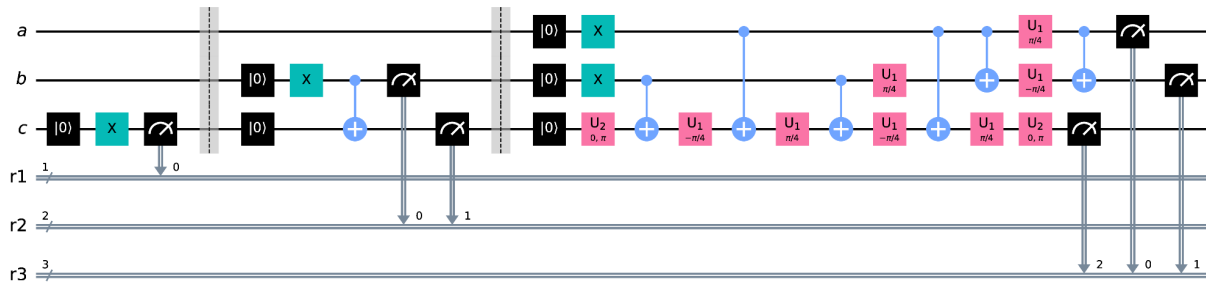 a |0⟩ X U₁ π/4
b |0⟩ X |0⟩ X U₁ π/4 U₁ −π/4
c |0⟩ X |0⟩ |0⟩ U₂ 0, π U₁ −π/4 U₁ π/4 U₁ −π/4 U₁ π/4 U₂ 0, π
r1 1 0
r2 2 0 1
r3 3 2 0 1